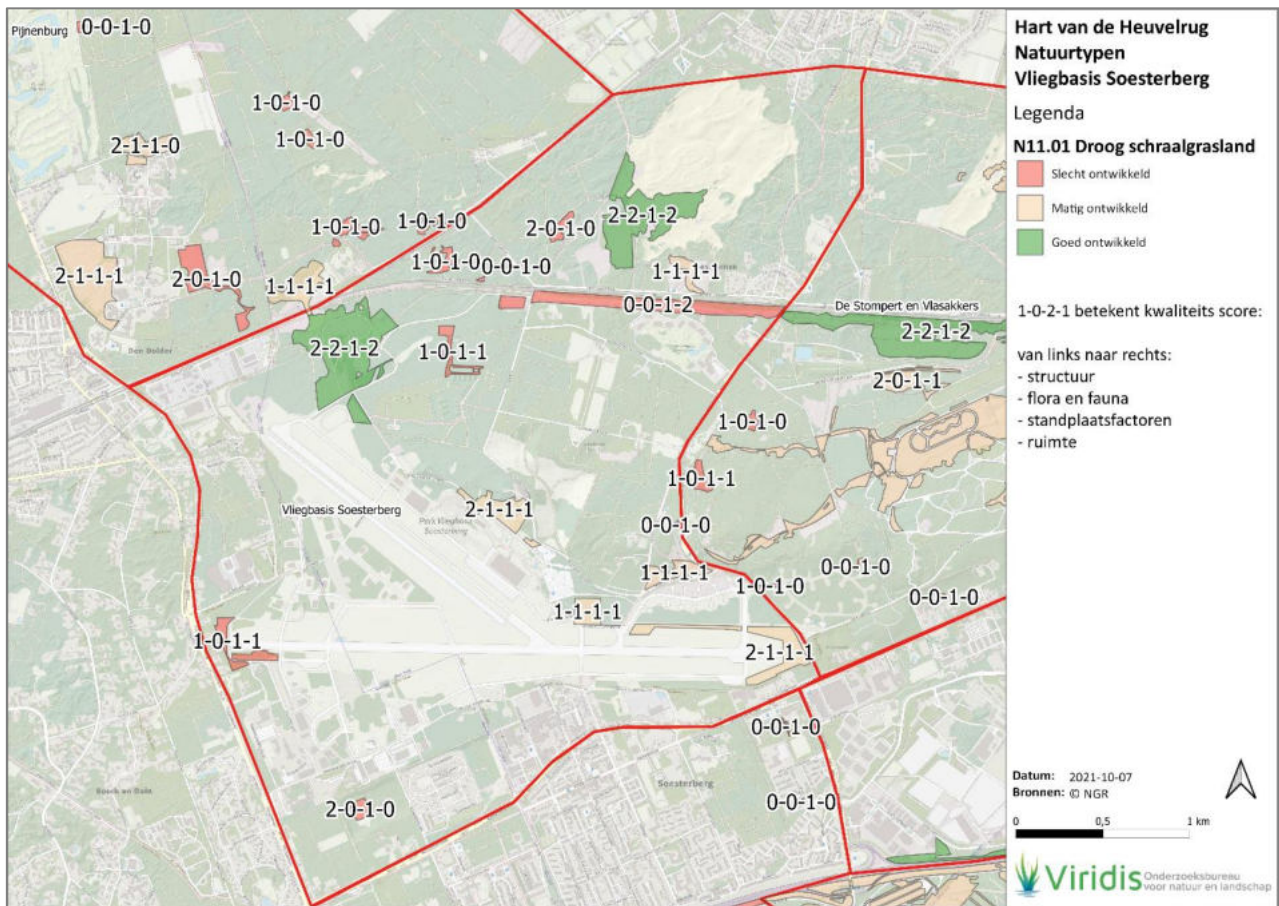 Pijnenburg
0-0-1-0
1-0-1-0
1-0-1-0
2-1-1-0
1-0-1-0
1-0-1-0
2-0-1-0
2-2-1-2
2-1-1-1
2-0-1-0
1-1-1-1
1-0-1-0
0-0-1-0
1-1-1-1
0-0-1-2
De Stompert en Vlasakkers
2-2-1-2
2-2-1-2
1-0-1-1
Den Dolder
2-0-1-1
1-0-1-0
1-0-1-1
Vliegbasis Soesterberg
2-1-1-1
Park Vliegbasis
Soesterberg
0-0-1-0
1-1-1-1
1-0-1-0
0-0-1-0
0-0-1-0
1-1-1-1
1-0-1-1
2-1-1-1
0-0-1-0
Soesterberg
Bosch en Duin
2-0-1-0
0-0-1-0
Hart van de Heuvelrug
Natuurtypen
Vliegbasis Soesterberg
Legenda
N11.01 Droog schraalgrasland
Slecht ontwikkeld
Matig ontwikkeld
Goed ontwikkeld
1-0-2-1 betekent kwaliteits score:
van links naar rechts:
- structuur
- flora en fauna
- standplaatsfactoren
- ruimte
Datum: 2021-10-07
Bronnen: © NGR
0 0,5 1 km
Viridis Onderzoeksbureau
voor natuur en landschap